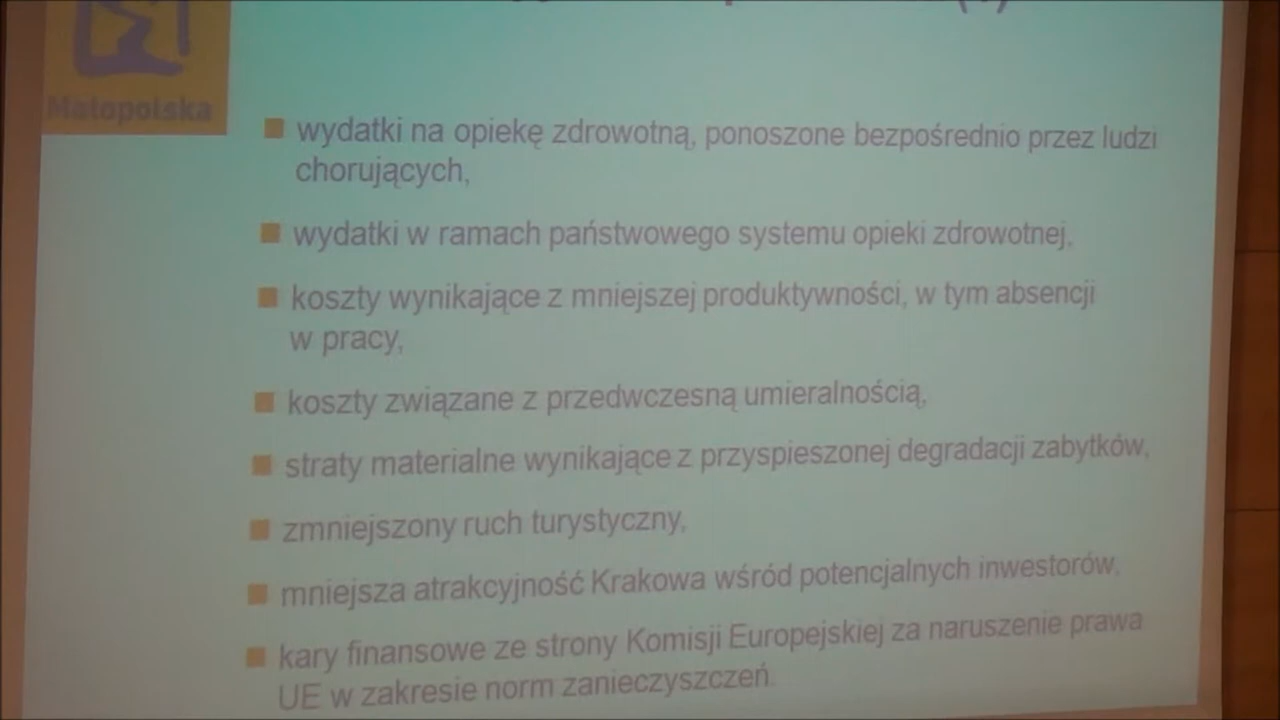 Małopolska
wydatki na opiekę zdrowotną, ponoszone bezpośrednio przez ludzi
chorujących,
wydatki w ramach państwowego systemu opieki zdrowotnej,
koszty wynikające z mniejszej produktywności, w tym absencji
w pracy,
koszty związane z przedwczesną umieralnością,
straty materialne wynikające z przyspieszonej degradacji zabytków,
zmniejszony ruch turystyczny,
mniejsza atrakcyjność Krakowa wśród potencjalnych inwestorów,
kary finansowe ze strony Komisji Europejskiej za naruszenie prawa
UE w zakresie norm zanieczyszczeń.